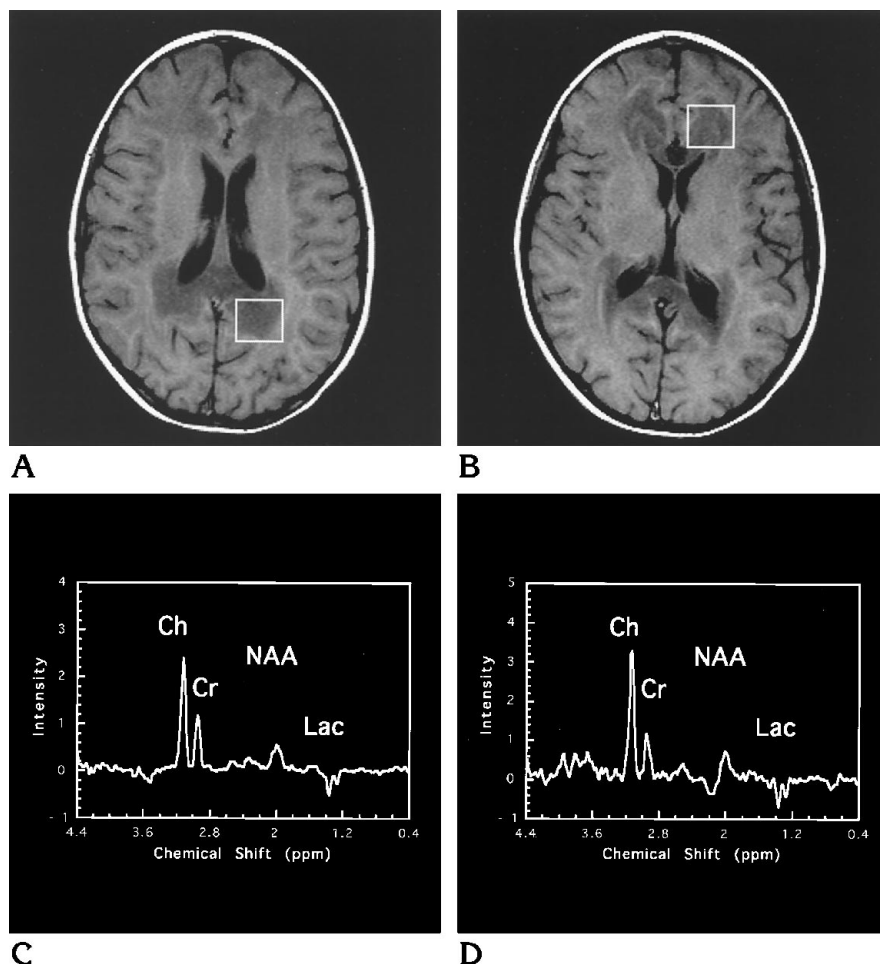 A
B
4
3
2
1
0
- 1
Intensity
Ch
NAA
Cr
Lac
4.4
3.6
2.8
2
1.2
0.4
Chemical Shift (ppm)
5
4
3
2
1
0
- 1
Intensity
Ch
NAA
Cr
Lac
4.4
3.6
2.8
2
1.2
0.4
Chemical Shift (ppm)
C
D